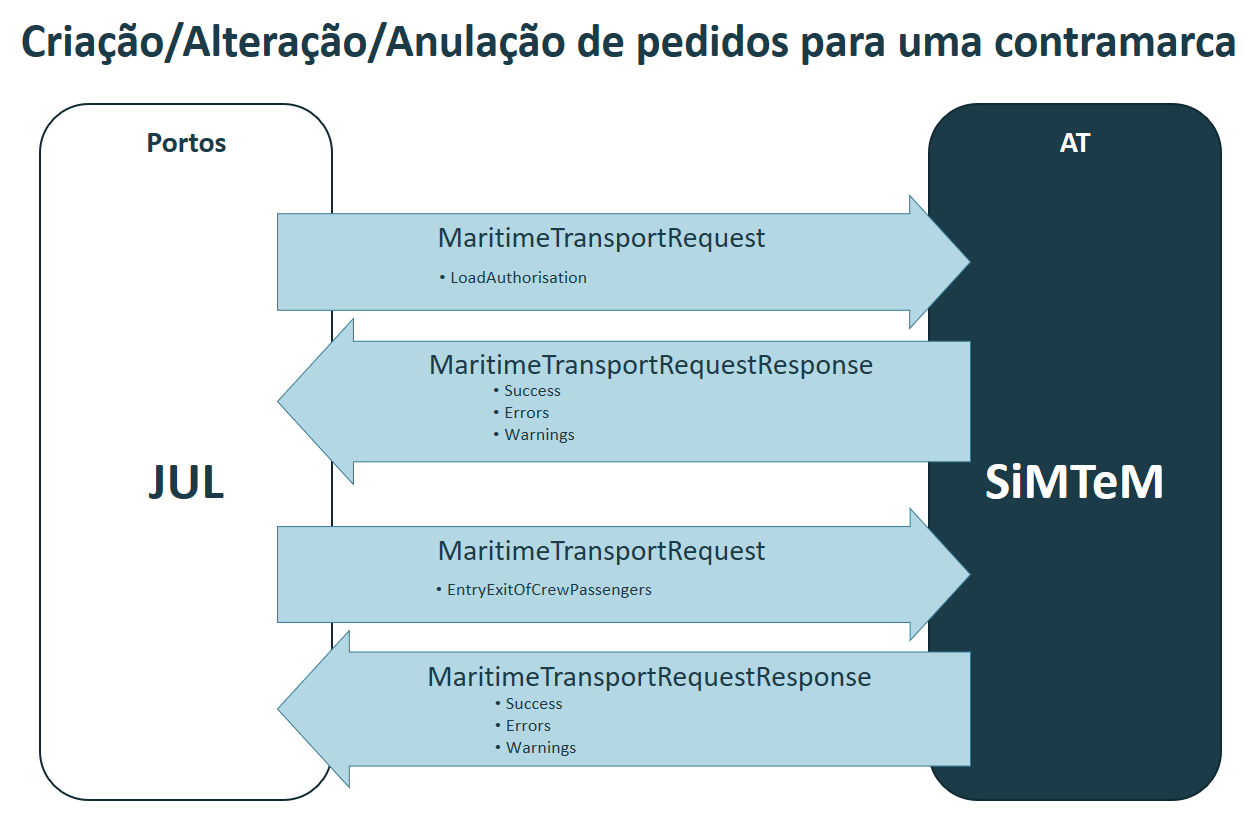 Criação/Alteração/Anulação de pedidos para uma contramarca
Portos
AT
MaritimeTransportRequest
• LoadAuthorisation
MaritimeTransportRequestResponse
• Success
• Errors
• Warnings
JUL
SiMTeM
MaritimeTransportRequest
• EntryExitOfCrewPassengers
MaritimeTransportRequestResponse
• Success
• Errors
• Warnings